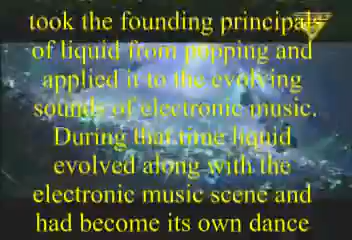 took the founding principals
of liquid from popping and
applied it to the evolving
sounds of electronic music.
During that time liquid
evolved along with the
electronic music scene and
had become its own dance